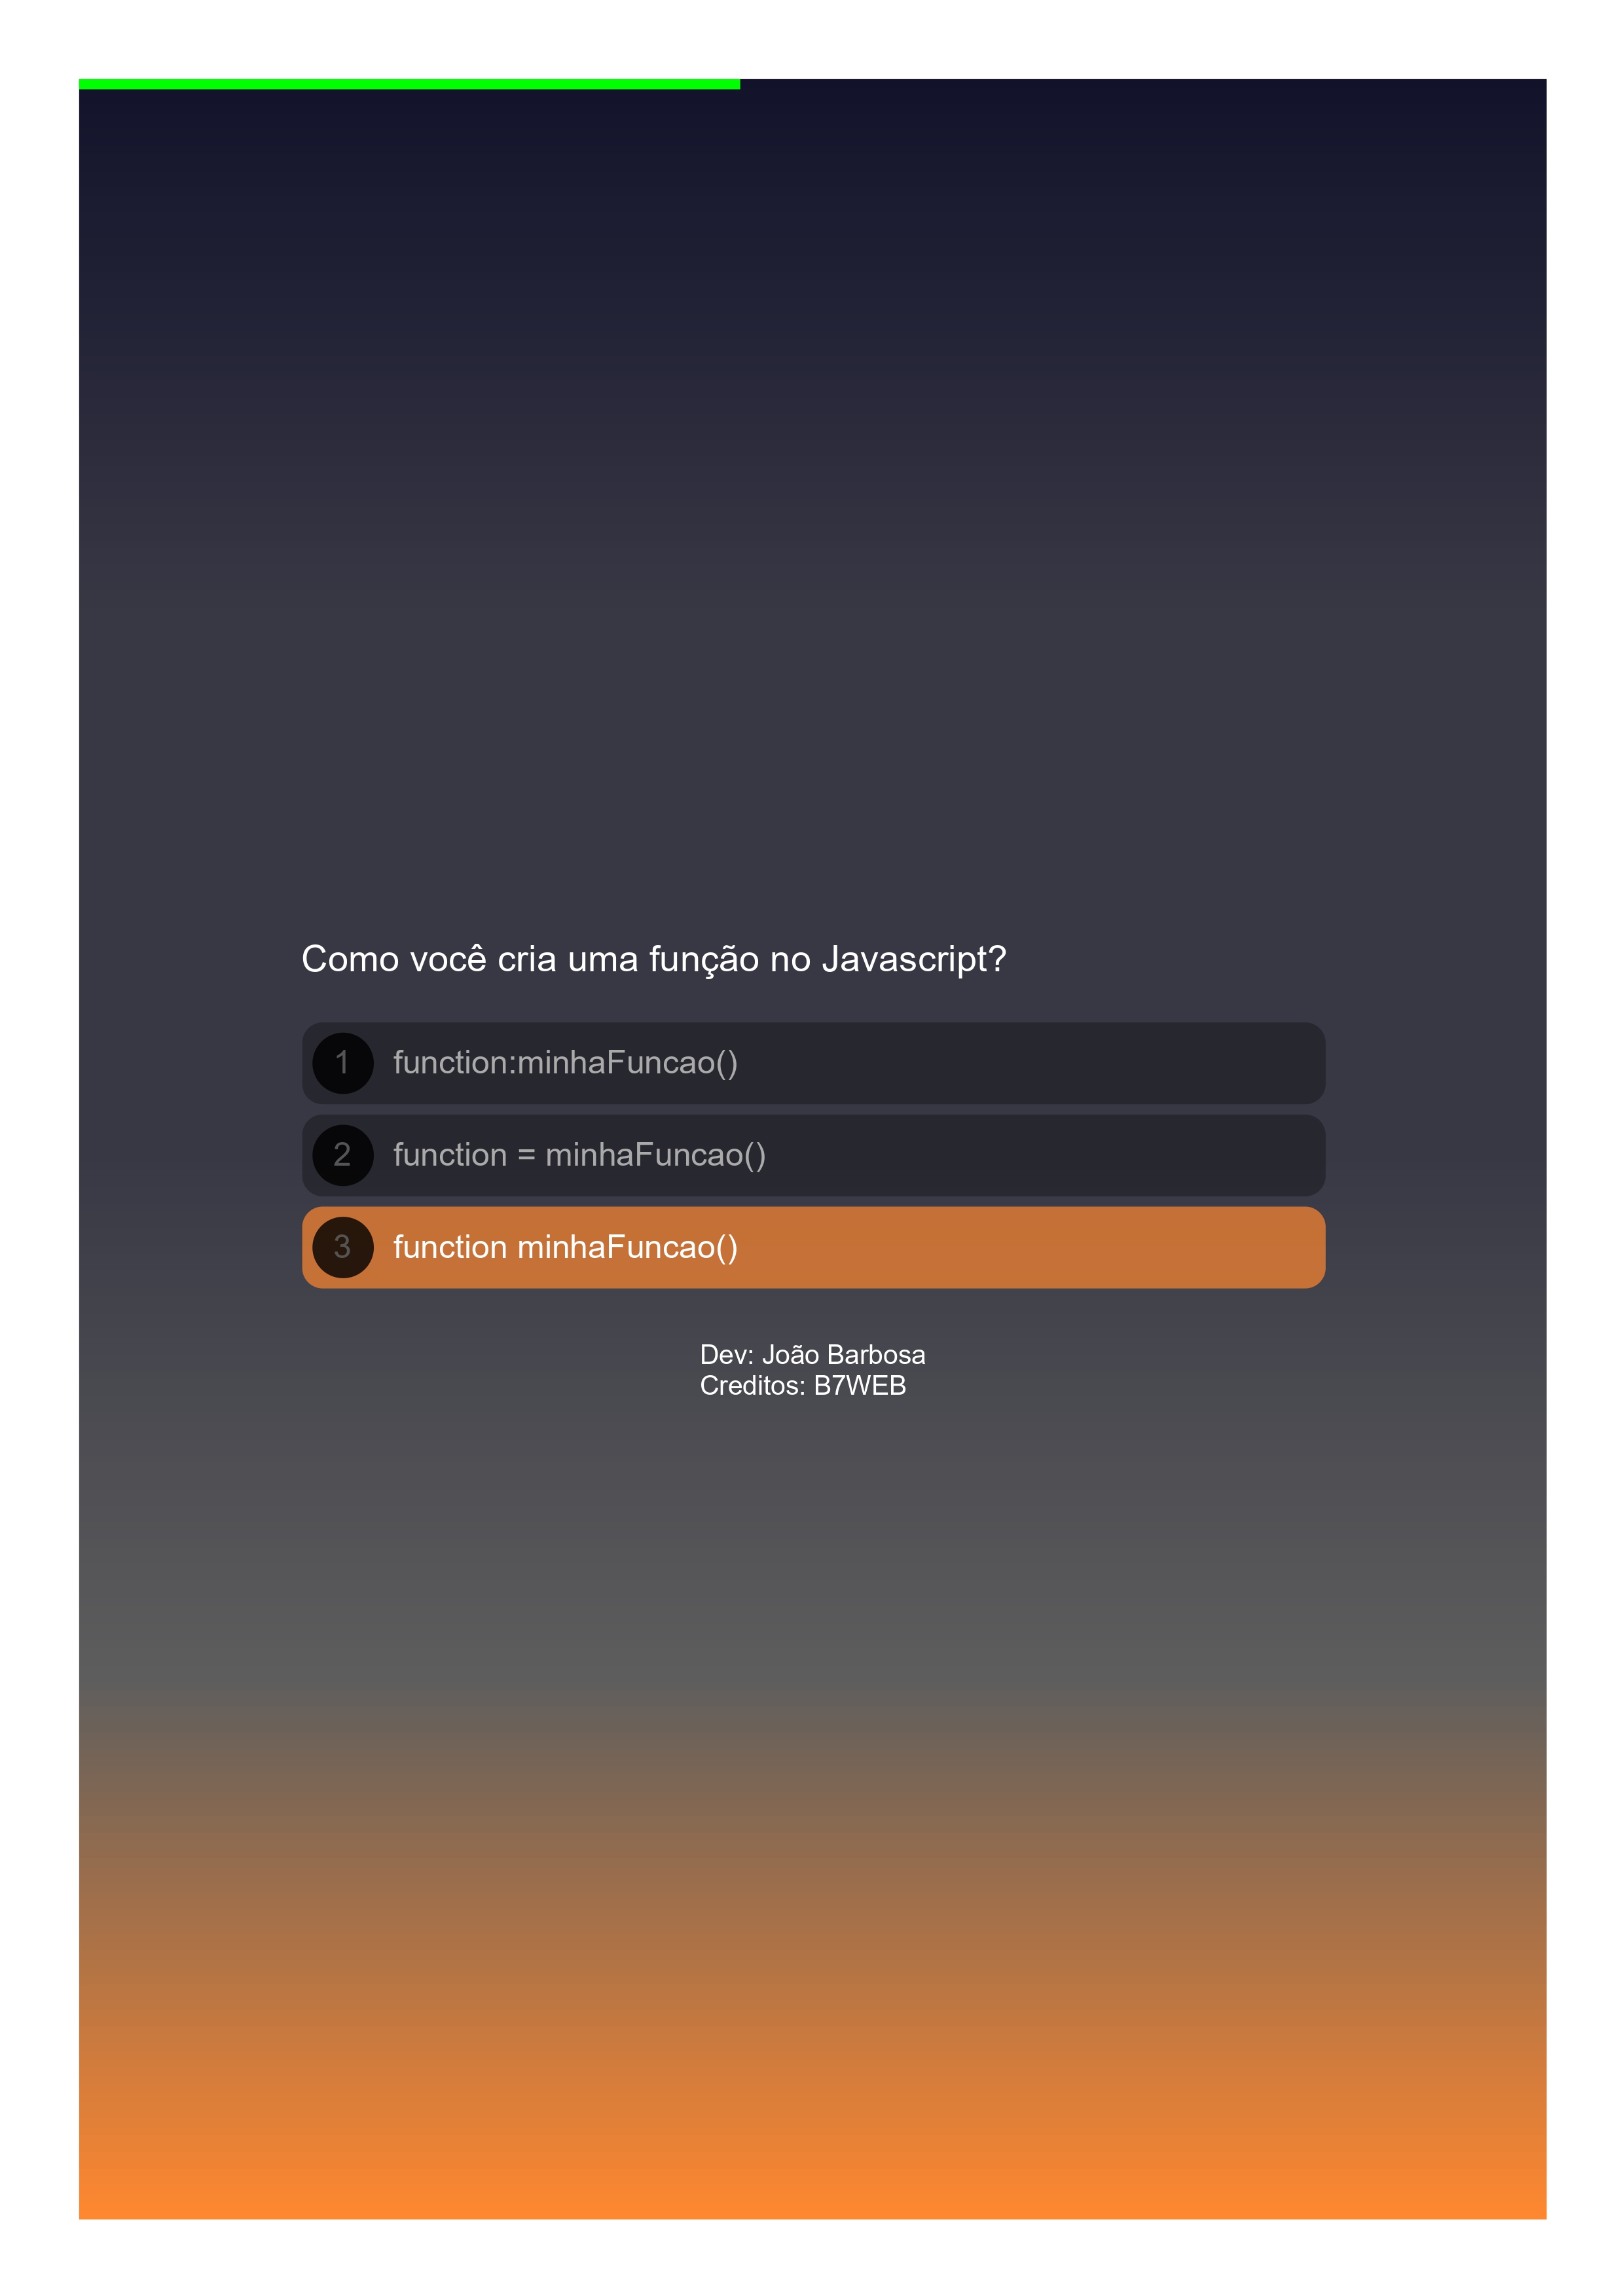 Como você cria uma função no Javascript?
1 function:minhaFuncao()
2 function = minhaFuncao()
3 function minhaFuncao()
Dev: João Barbosa
Creditos: B7WEB